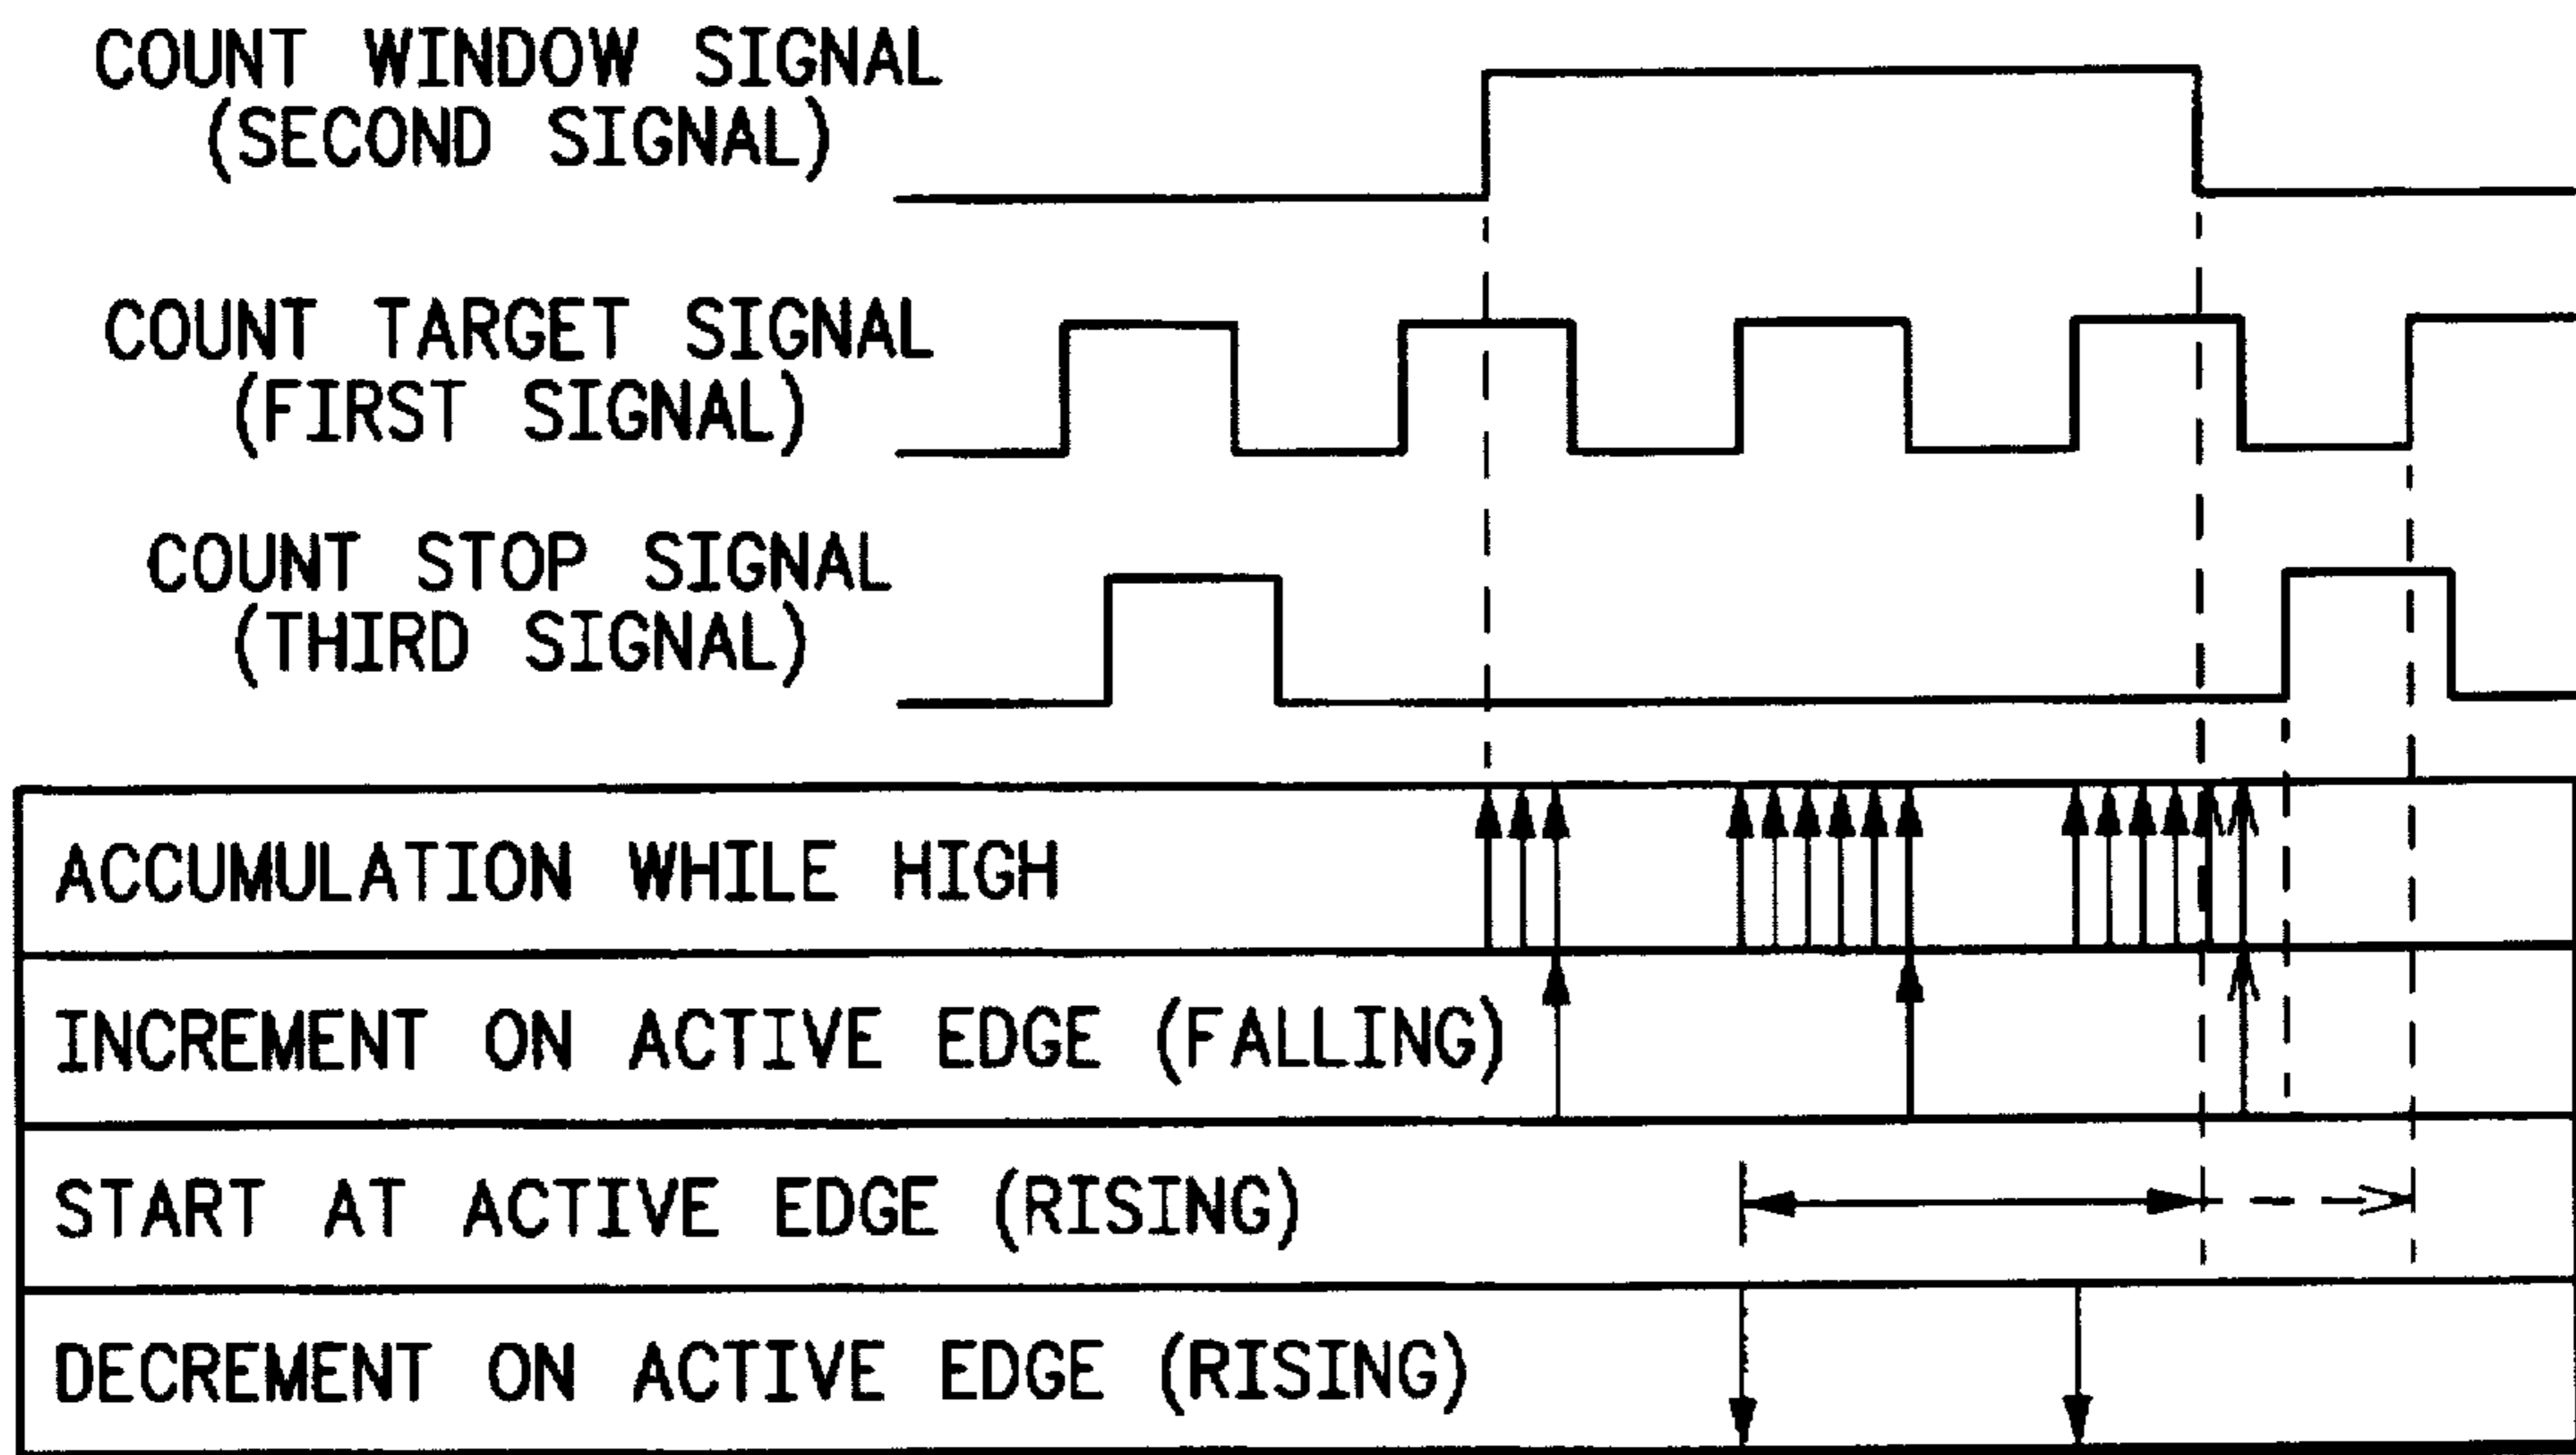 COUNT WINDOW SIGNAL
(SECOND SIGNAL)
COUNT TARGET SIGNAL
(FIRST SIGNAL)
COUNT STOP SIGNAL
(THIRD SIGNAL)
ACCUMULATION WHILE HIGH
INCREMENT ON ACTIVE EDGE (FALLING)
START AT ACTIVE EDGE (RISING)
DECREMENT ON ACTIVE EDGE (RISING)